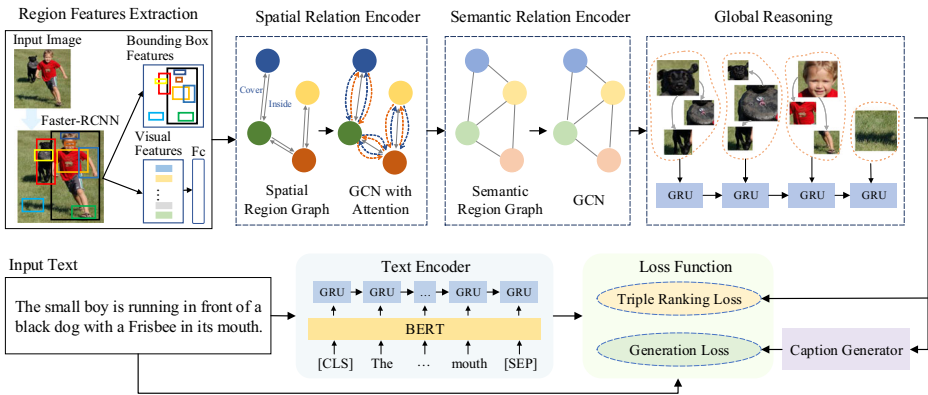 Region Features Extraction
Input Image
Bounding Box
Features
Faster-RCNN
Visual
Features
Fc
Spatial Relation Encoder
Cover
Inside
Spatial
Region Graph
GCN with
Attention
Semantic Relation Encoder
Semantic
Region Graph
GCN
Global Reasoning
GRU
GRU
GRU
GRU
Input Text
The small boy is running in front of a
black dog with a Frisbee in its mouth.
Text Encoder
GRU GRU ... GRU GRU
BERT
[CLS] The ... mouth [SEP]
Loss Function
Triple Ranking Loss
Generation Loss
Caption Generator